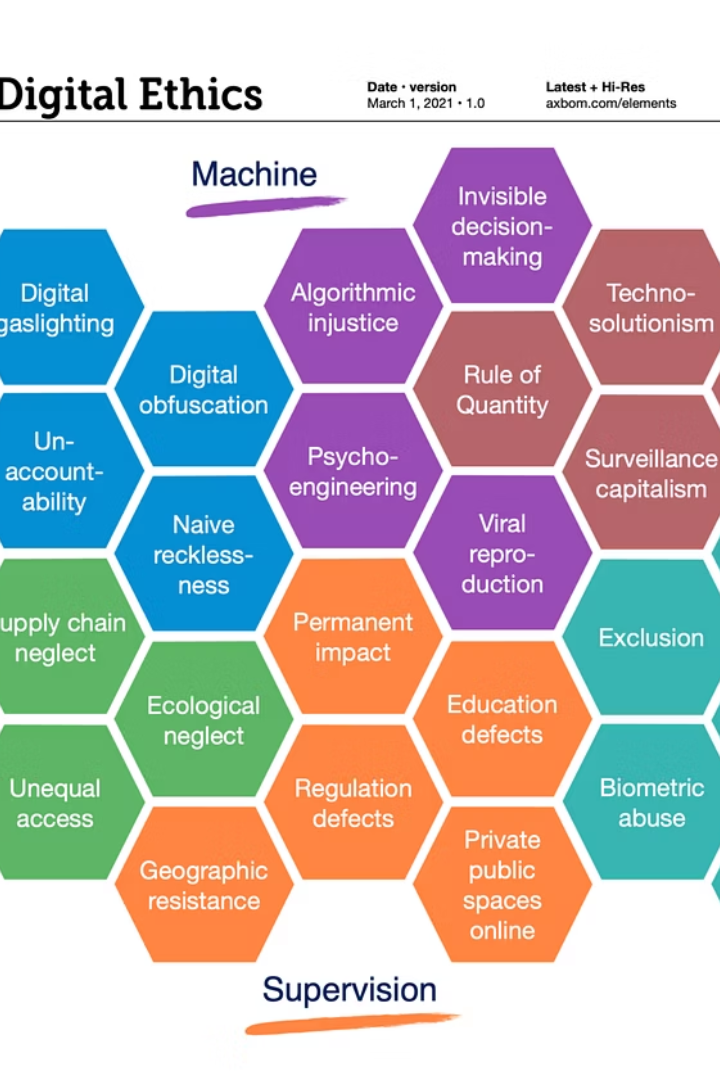 Digital Ethics
Date · version
March 1, 2021 · 1.0
Latest + Hi-Res
axbom.com/elements
Machine
Invisible
decision-
making
Digital
gaslighting
Algorithmic
injustice
Techno-
solutionism
Digital
obfuscation
Rule of
Quantity
Un-
account-
ability
Psycho-
engineering
Surveillance
capitalism
Naive
reckless-
ness
Viral
repro-
duction
upply chain
neglect
Permanent
impact
Exclusion
Ecological
neglect
Education
defects
Unequal
access
Regulation
defects
Biometric
abuse
Geographic
resistance
Private
public
spaces
online
Supervision